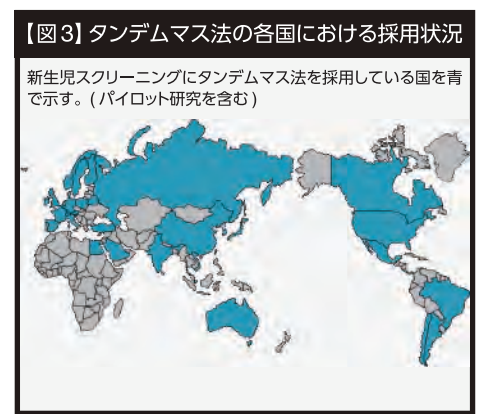 【図3】タンデムマス法の各国における採用状況
新生児スクリーニングにタンデムマス法を採用している国を青
で示す。(パイロット研究を含む)